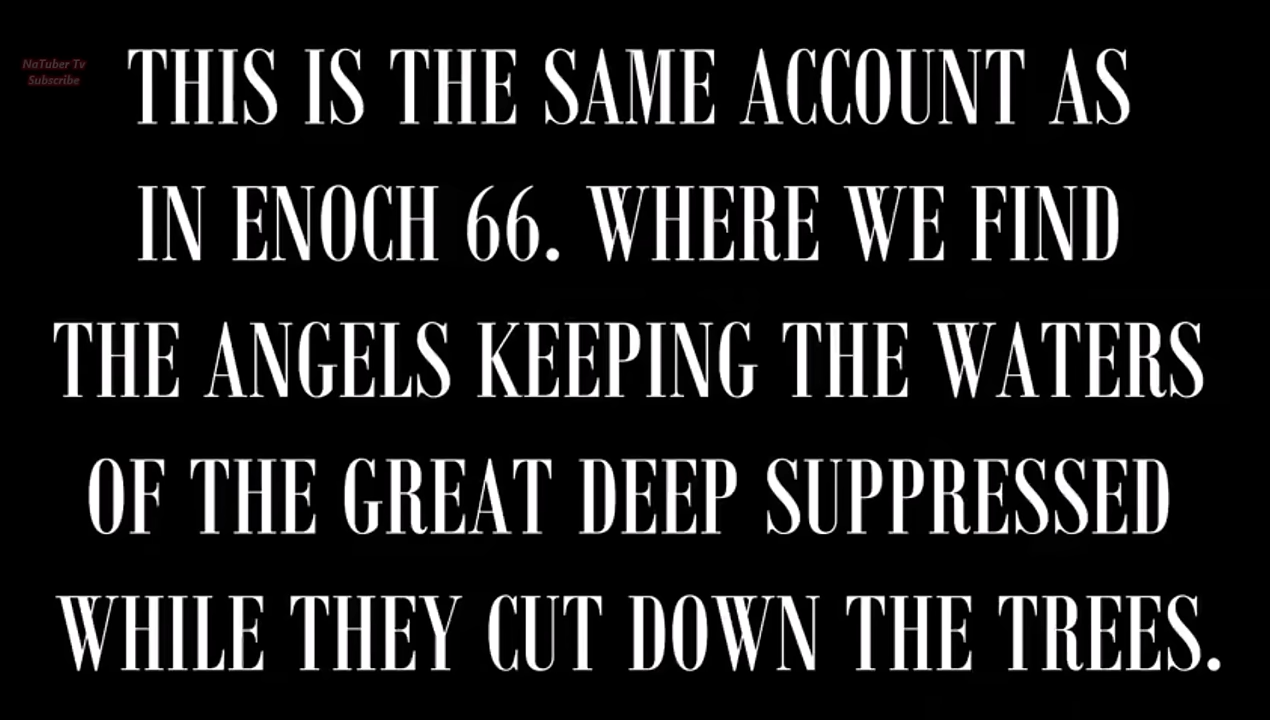 NaTuber Tv
Subscribe
THIS IS THE SAME ACCOUNT AS
IN ENOCH 66. WHERE WE FIND
THE ANGELS KEEPING THE WATERS
OF THE GREAT DEEP SUPPRESSED
WHILE THEY CUT DOWN THE TREES.